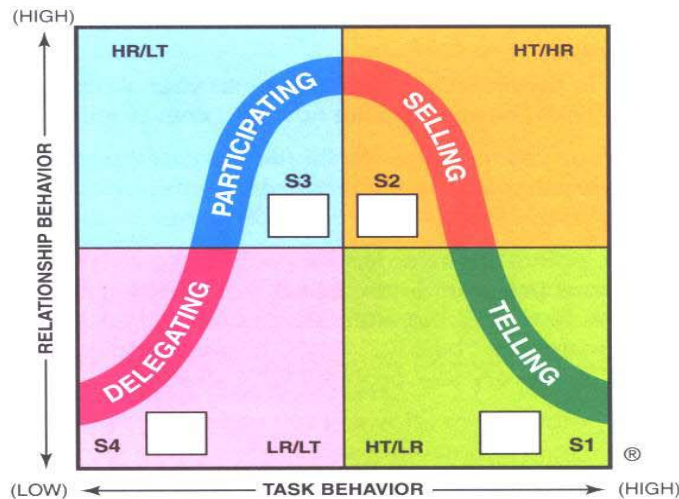 (HIGH)
HR/LT
HT/HR
PARTICIPATING
SELLING
S3
S2
RELATIONSHIP BEHAVIOR
DELEGATING
TELLING
S4
LR/LT
HT/LR
S1
®
(LOW)
TASK BEHAVIOR
(HIGH)